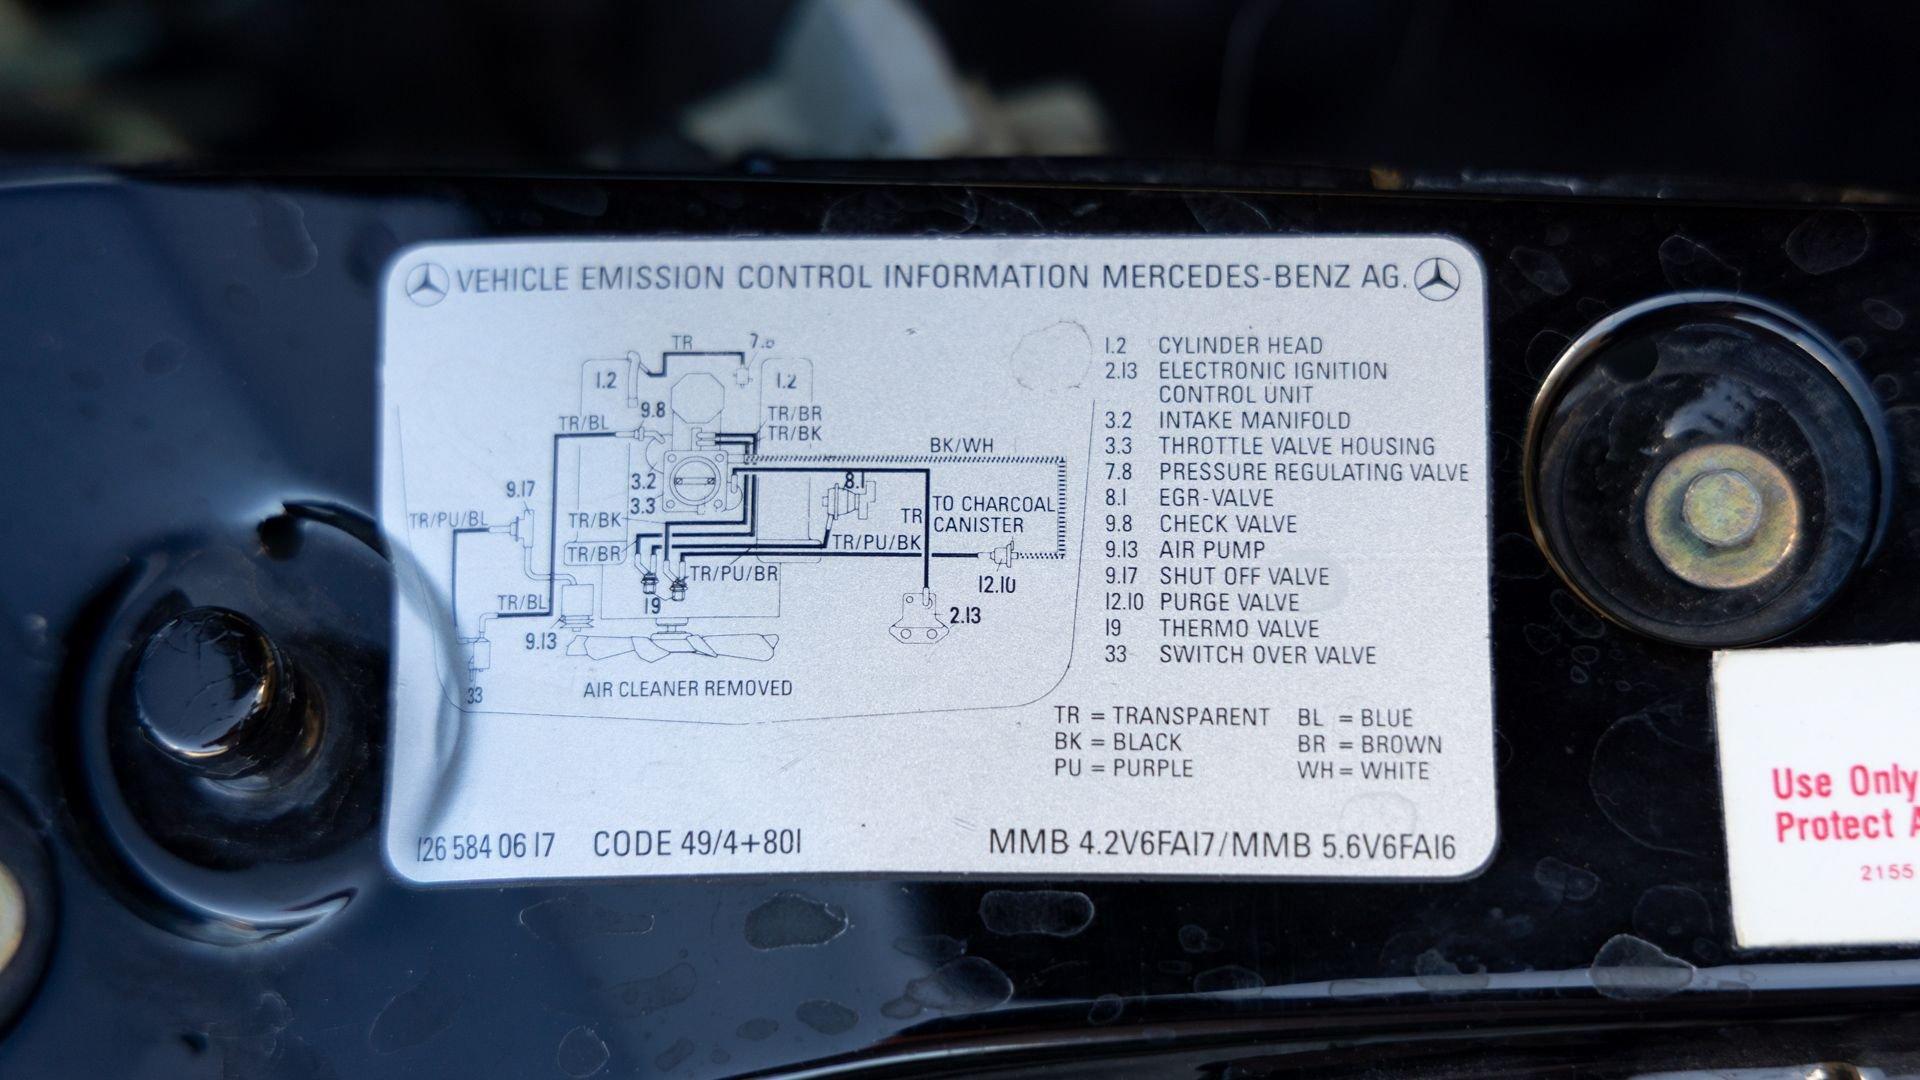 VEHICLE EMISSION CONTROL INFORMATION MERCEDES-BENZ AG.
TR
1.2
1.2
9.8
TR/BL
TR/BR
TR/BK
BK/WH
3.2
3.3
8.1
9.17
TR/PU/BL
TR/BK
TR
TO CHARCOAL
CANISTER
TR/BR
TR/PU/BK
TR/PU/BR
12.10
TR/BL
19
2.13
9.13
33
AIR CLEANER REMOVED
1.2 CYLINDER HEAD
2.13 ELECTRONIC IGNITION
CONTROL UNIT
3.2 INTAKE MANIFOLD
3.3 THROTTLE VALVE HOUSING
7.8 PRESSURE REGULATING VALVE
8.1 EGR-VALVE
9.8 CHECK VALVE
9.13 AIR PUMP
9.17 SHUT OFF VALVE
12.10 PURGE VALVE
19 THERMO VALVE
33 SWITCH OVER VALVE
TR = TRANSPARENT BL = BLUE
BK = BLACK BR = BROWN
PU = PURPLE WH = WHITE
126 584 06 17 CODE 49/4+801 MMB 4.2V6FA17/MMB 5.6V6FA16
Use Only
Protect
2155